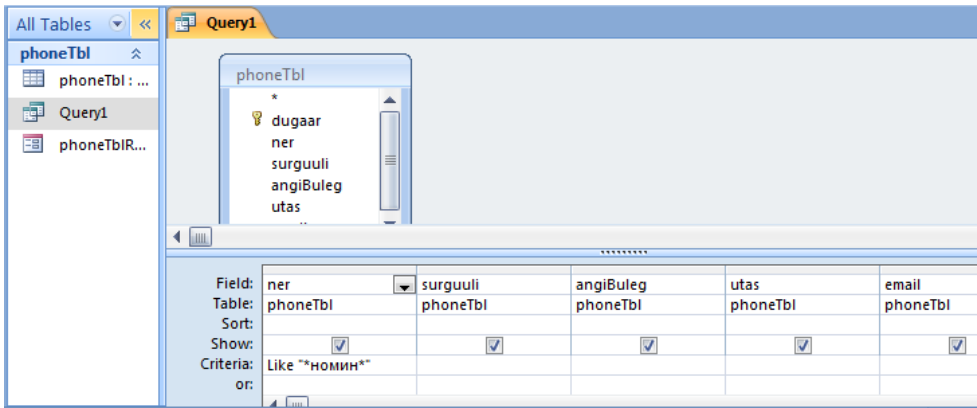 All Tables
phoneTbl
phoneTbl : ...
Query1
phoneTblR...
Query1
phoneTbl
*
dugaar
ner
surguuli
angiBuleg
utas
Field: ner surguuli angiBuleg utas email
Table: phoneTbl phoneTbl phoneTbl phoneTbl phoneTbl
Sort:
Show:
Criteria: Like "*номин*"
or: